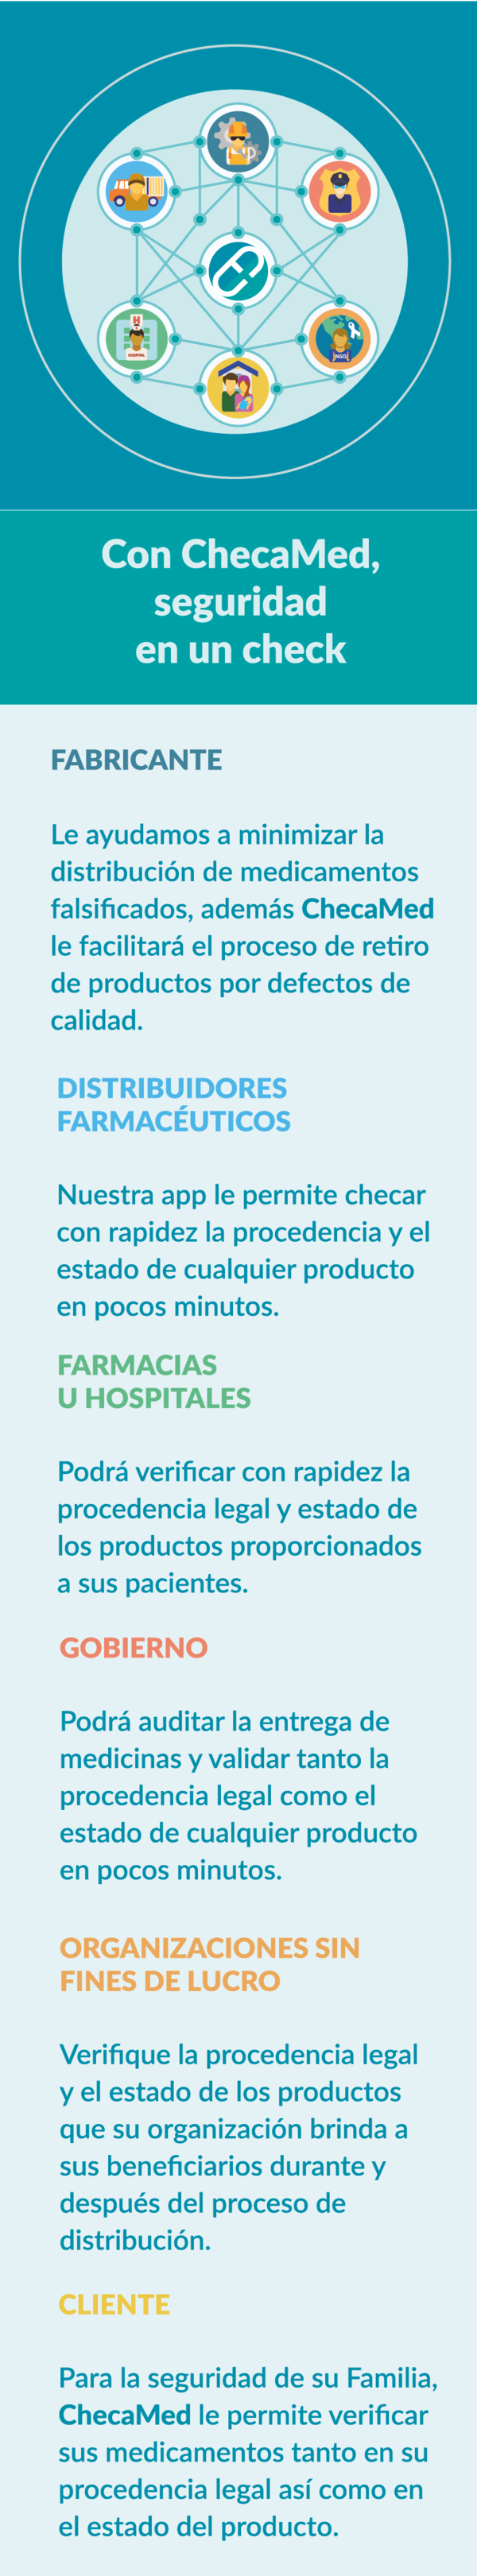 HOSPITAL
NGO
Con ChecaMed,
seguridad
en un check
FABRICANTE
Le ayudamos a minimizar la
distribución de medicamentos
falsificados, además ChecaMed
le facilitará el proceso de retiro
de productos por defectos de
calidad.
DISTRIBUIDORES
FARMACÉUTICOS
Nuestra app le permite checar
con rapidez la procedencia y el
estado de cualquier producto
en pocos minutos.
FARMACIAS
U HOSPITALES
Podrá verificar con rapidez la
procedencia legal y estado de
los productos proporcionados
a sus pacientes.
GOBIERNO
Podrá auditar la entrega de
medicinas y validar tanto la
procedencia legal como el
estado de cualquier producto
en pocos minutos.
ORGANIZACIONES SIN
FINES DE LUCRO
Verifique la procedencia legal
y el estado de los productos
que su organización brinda a
sus beneficiarios durante y
después del proceso de
distribución.
CLIENTE
Para la seguridad de su Familia,
ChecaMed le permite verificar
sus medicamentos tanto en su
procedencia legal así como en
el estado del producto.